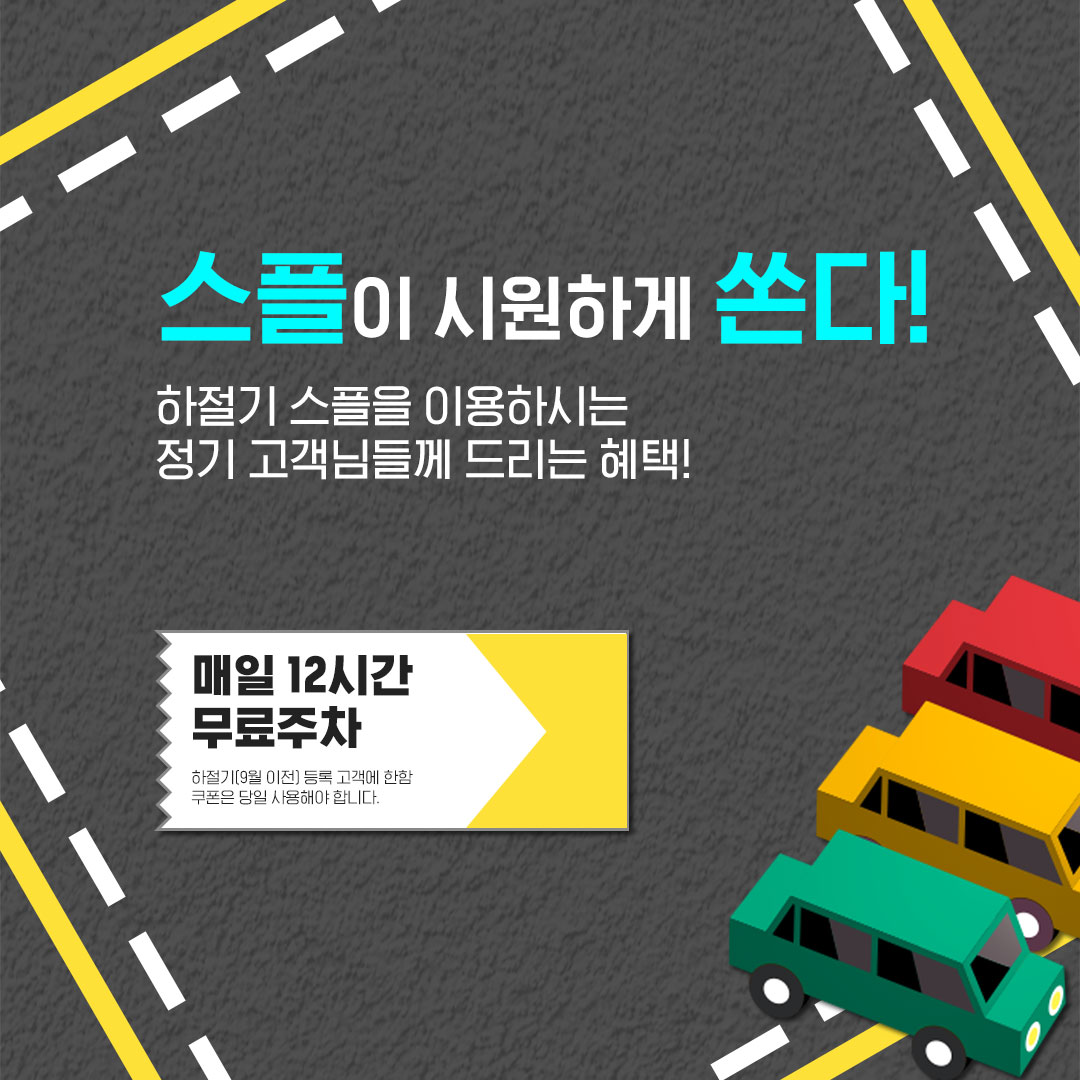 스플이 시원하게 쏜다!
하절기 스플을 이용하시는
정기 고객님들께 드리는 혜택!
매일 12시간
무료주차
하절기(9월 이전) 등록 고객에 한함
쿠폰은 당일 사용해야 합니다.